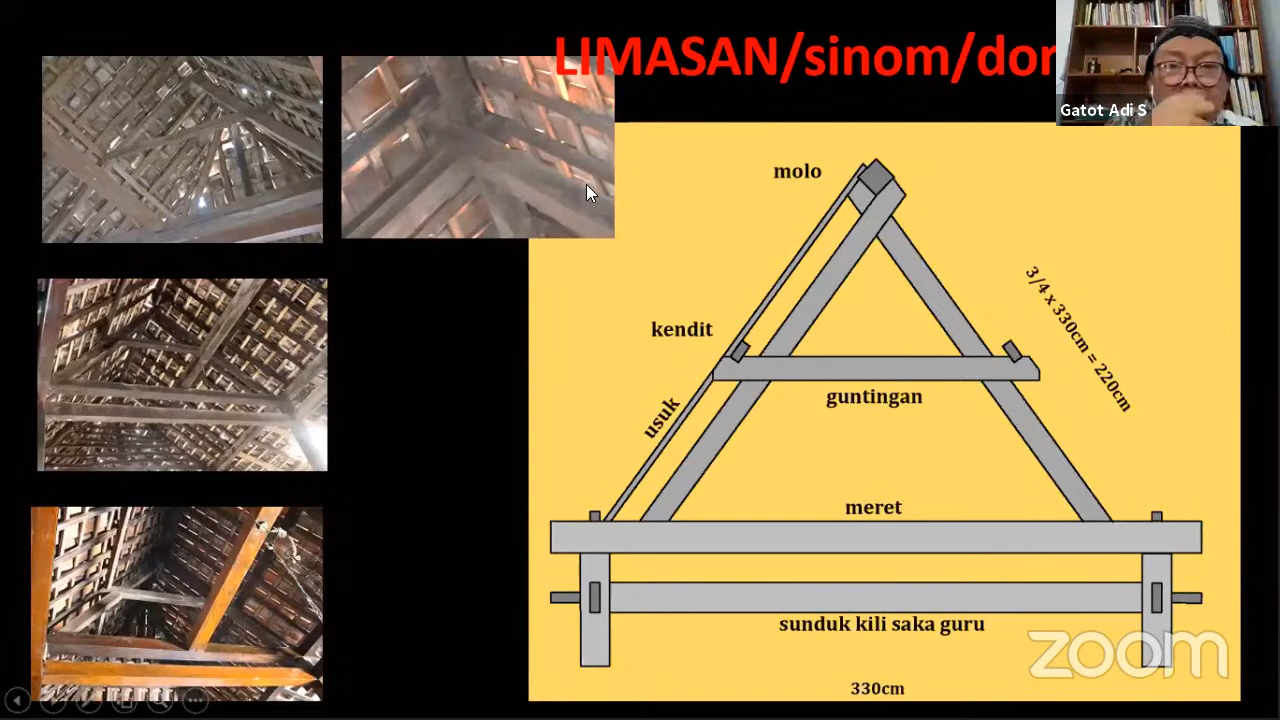 LIMASAN/sinom/dor
Gatot Adi S
molo
3/4 x 330cm = 220cm
kendit
guntingan
usuk
meret
sunduk kili saka guru
zoom
330cm